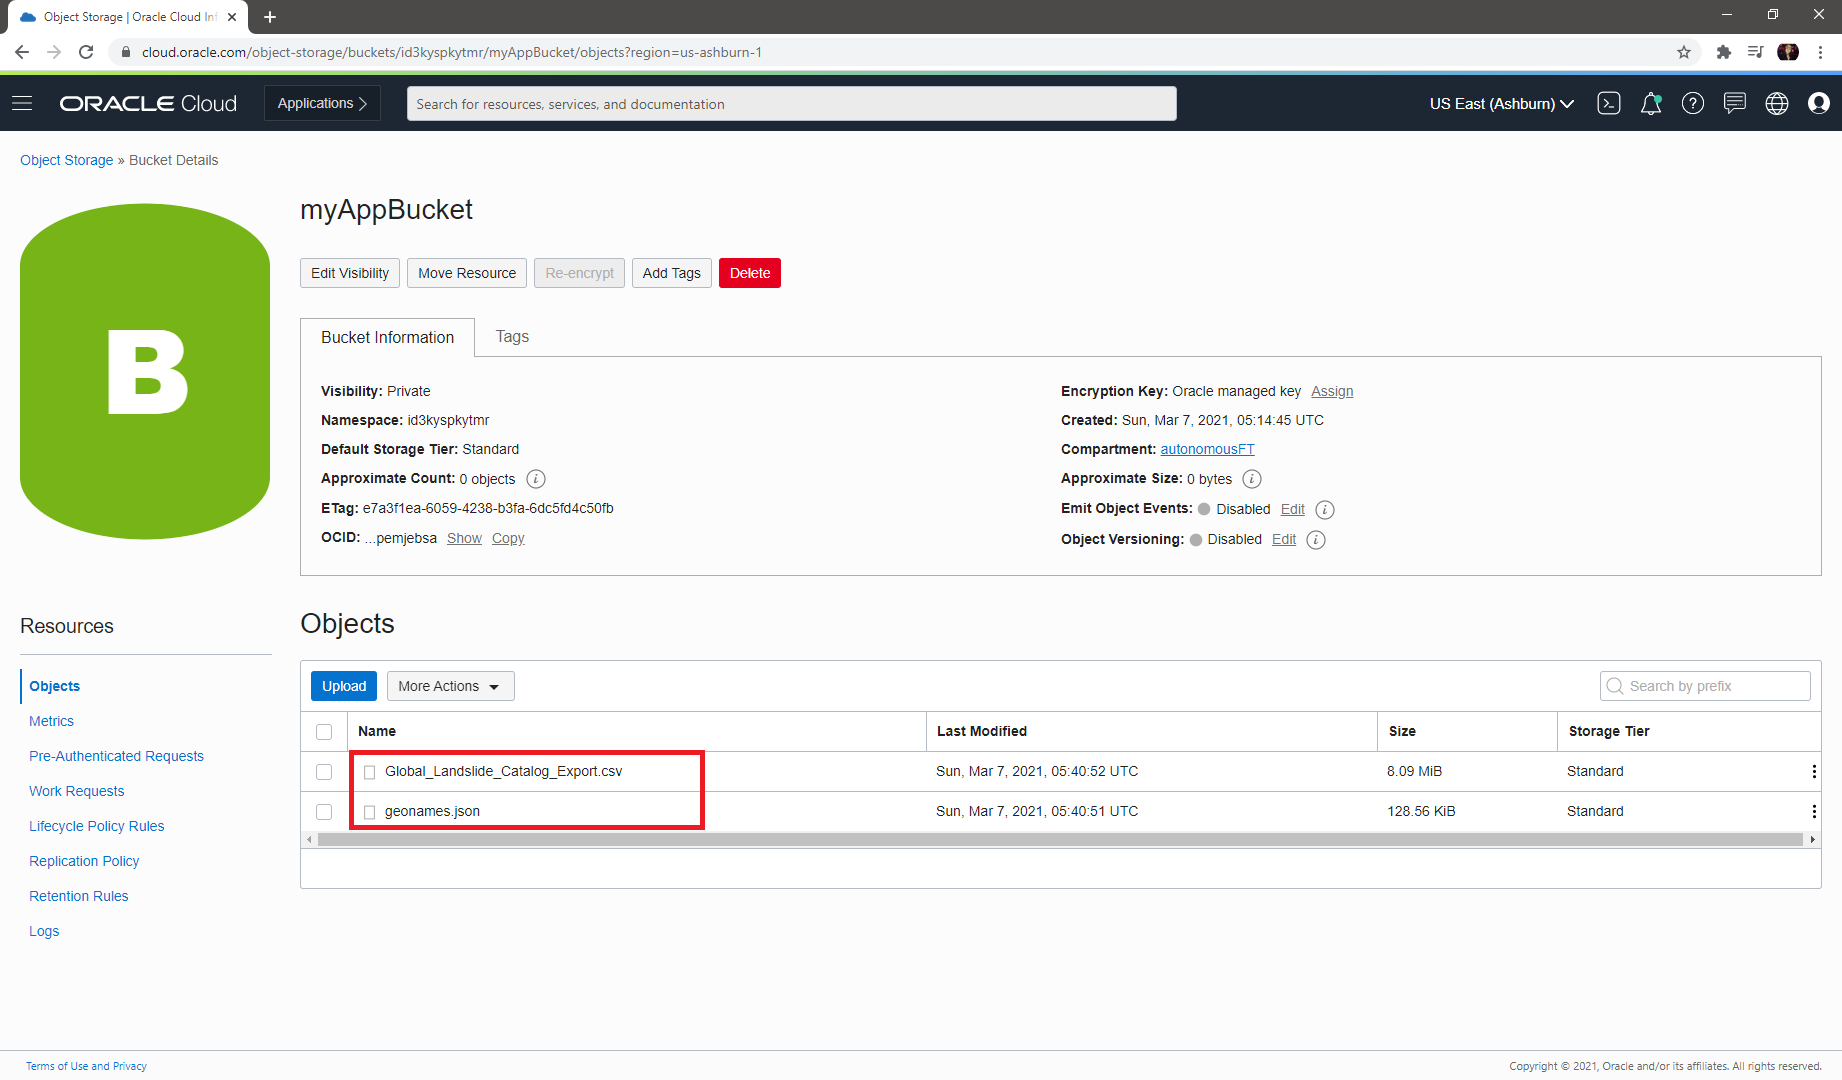 Object Storage | Oracle Cloud Inf
cloud.oracle.com/object-storage/buckets/id3kyspkytmr/myAppBucket/objects?region=us-ashburn-1
ORACLE Cloud
Applications
Search for resources, services, and documentation
US East (Ashburn)
Object Storage » Bucket Details
B
myAppBucket
Edit Visibility Move Resource Re-encrypt Add Tags Delete
Bucket Information Tags
Visibility: Private
Namespace: id3kyspkytmr
Default Storage Tier: Standard
Approximate Count: 0 objects i
ETag: e7a3f1ea-6059-4238-b3fa-6dc5fd4c50fb
OCID: ...pemjebsa Show Copy
Encryption Key: Oracle managed key Assign
Created: Sun, Mar 7, 2021, 05:14:45 UTC
Compartment: autonomousFT
Approximate Size: 0 bytes i
Emit Object Events: Disabled Edit i
Object Versioning: Disabled Edit i
Resources
Objects
Metrics
Pre-Authenticated Requests
Work Requests
Lifecycle Policy Rules
Replication Policy
Retention Rules
Logs
Objects
Upload More Actions Search by prefix
Name Last Modified Size Storage Tier
Global_Landslide_Catalog_Export.csv Sun, Mar 7, 2021, 05:40:52 UTC 8.09 MiB Standard
geonames.json Sun, Mar 7, 2021, 05:40:51 UTC 128.56 KiB Standard
Terms of Use and Privacy
Copyright © 2021, Oracle and/or its affiliates. All rights reserved.